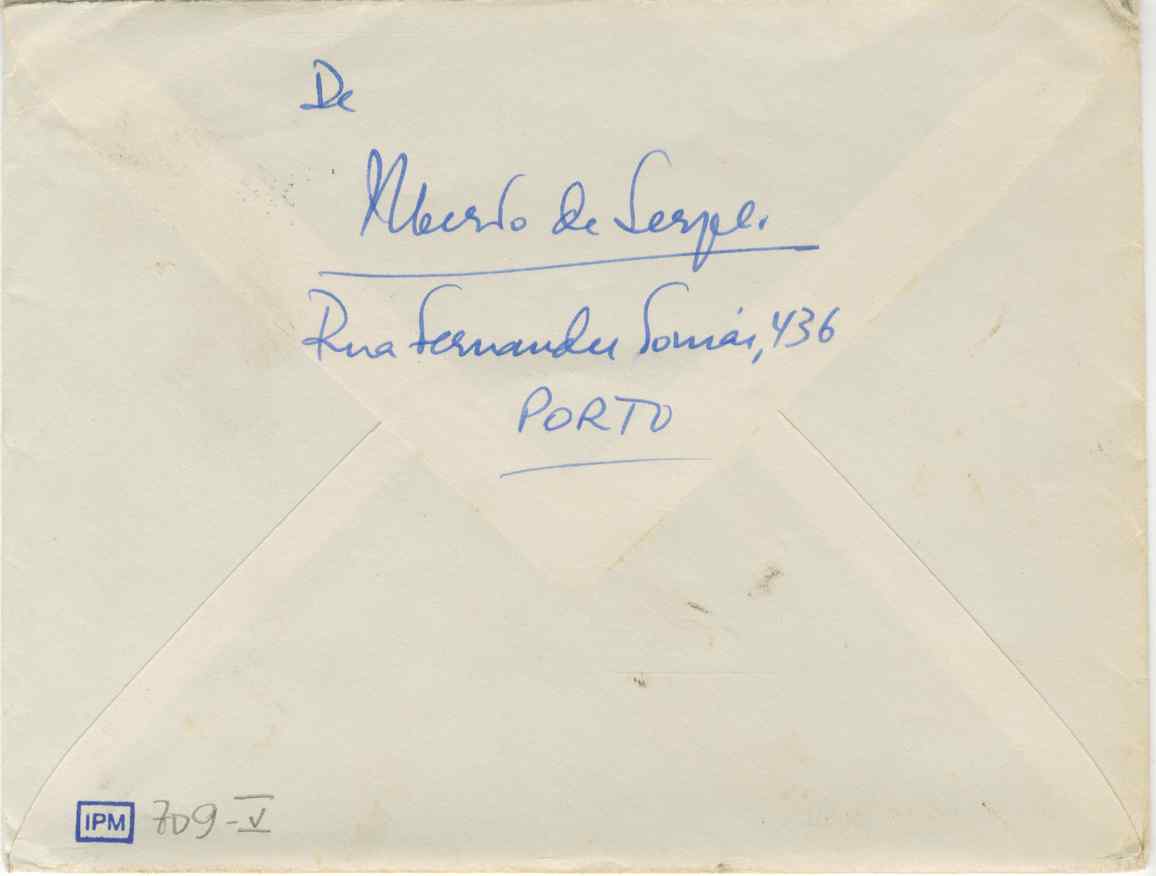 De
Alberto de Serpa.
Rua Fernandes Tomás, 436
PORTO
IPM 709-V